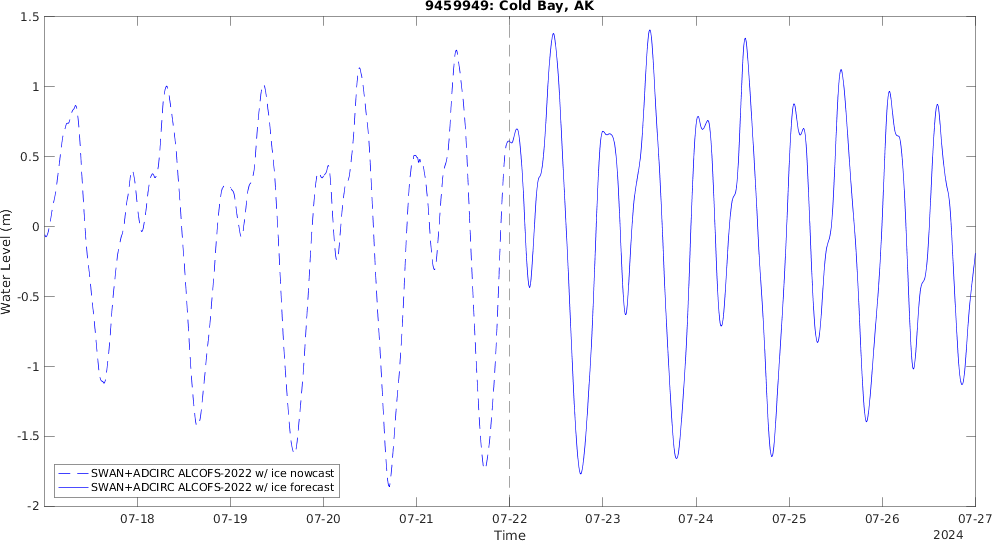 9459949: Cold Bay, AK
1.5
1
0.5
0
-0.5
-1
-1.5
-2
Water Level (m)
SWAN+ADCIRC ALCOFS-2022 w/ ice nowcast
SWAN+ADCIRC ALCOFS-2022 w/ ice forecast
07-18 07-19 07-20 07-21 07-22 07-23 07-24 07-25 07-26 07-27
Time
2024